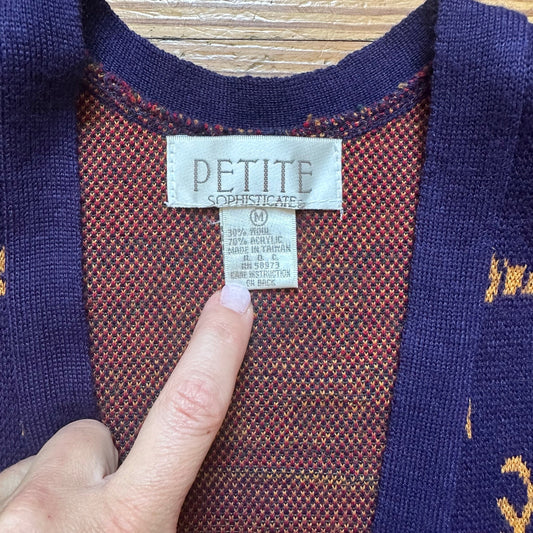 PETITE
SOPHISTICATE
M
30% WOOL
70% ACRYLIC
MADE IN TAIWAN
R. O. C.
RN 58973
CARE INSTRUCTION
ON BACK